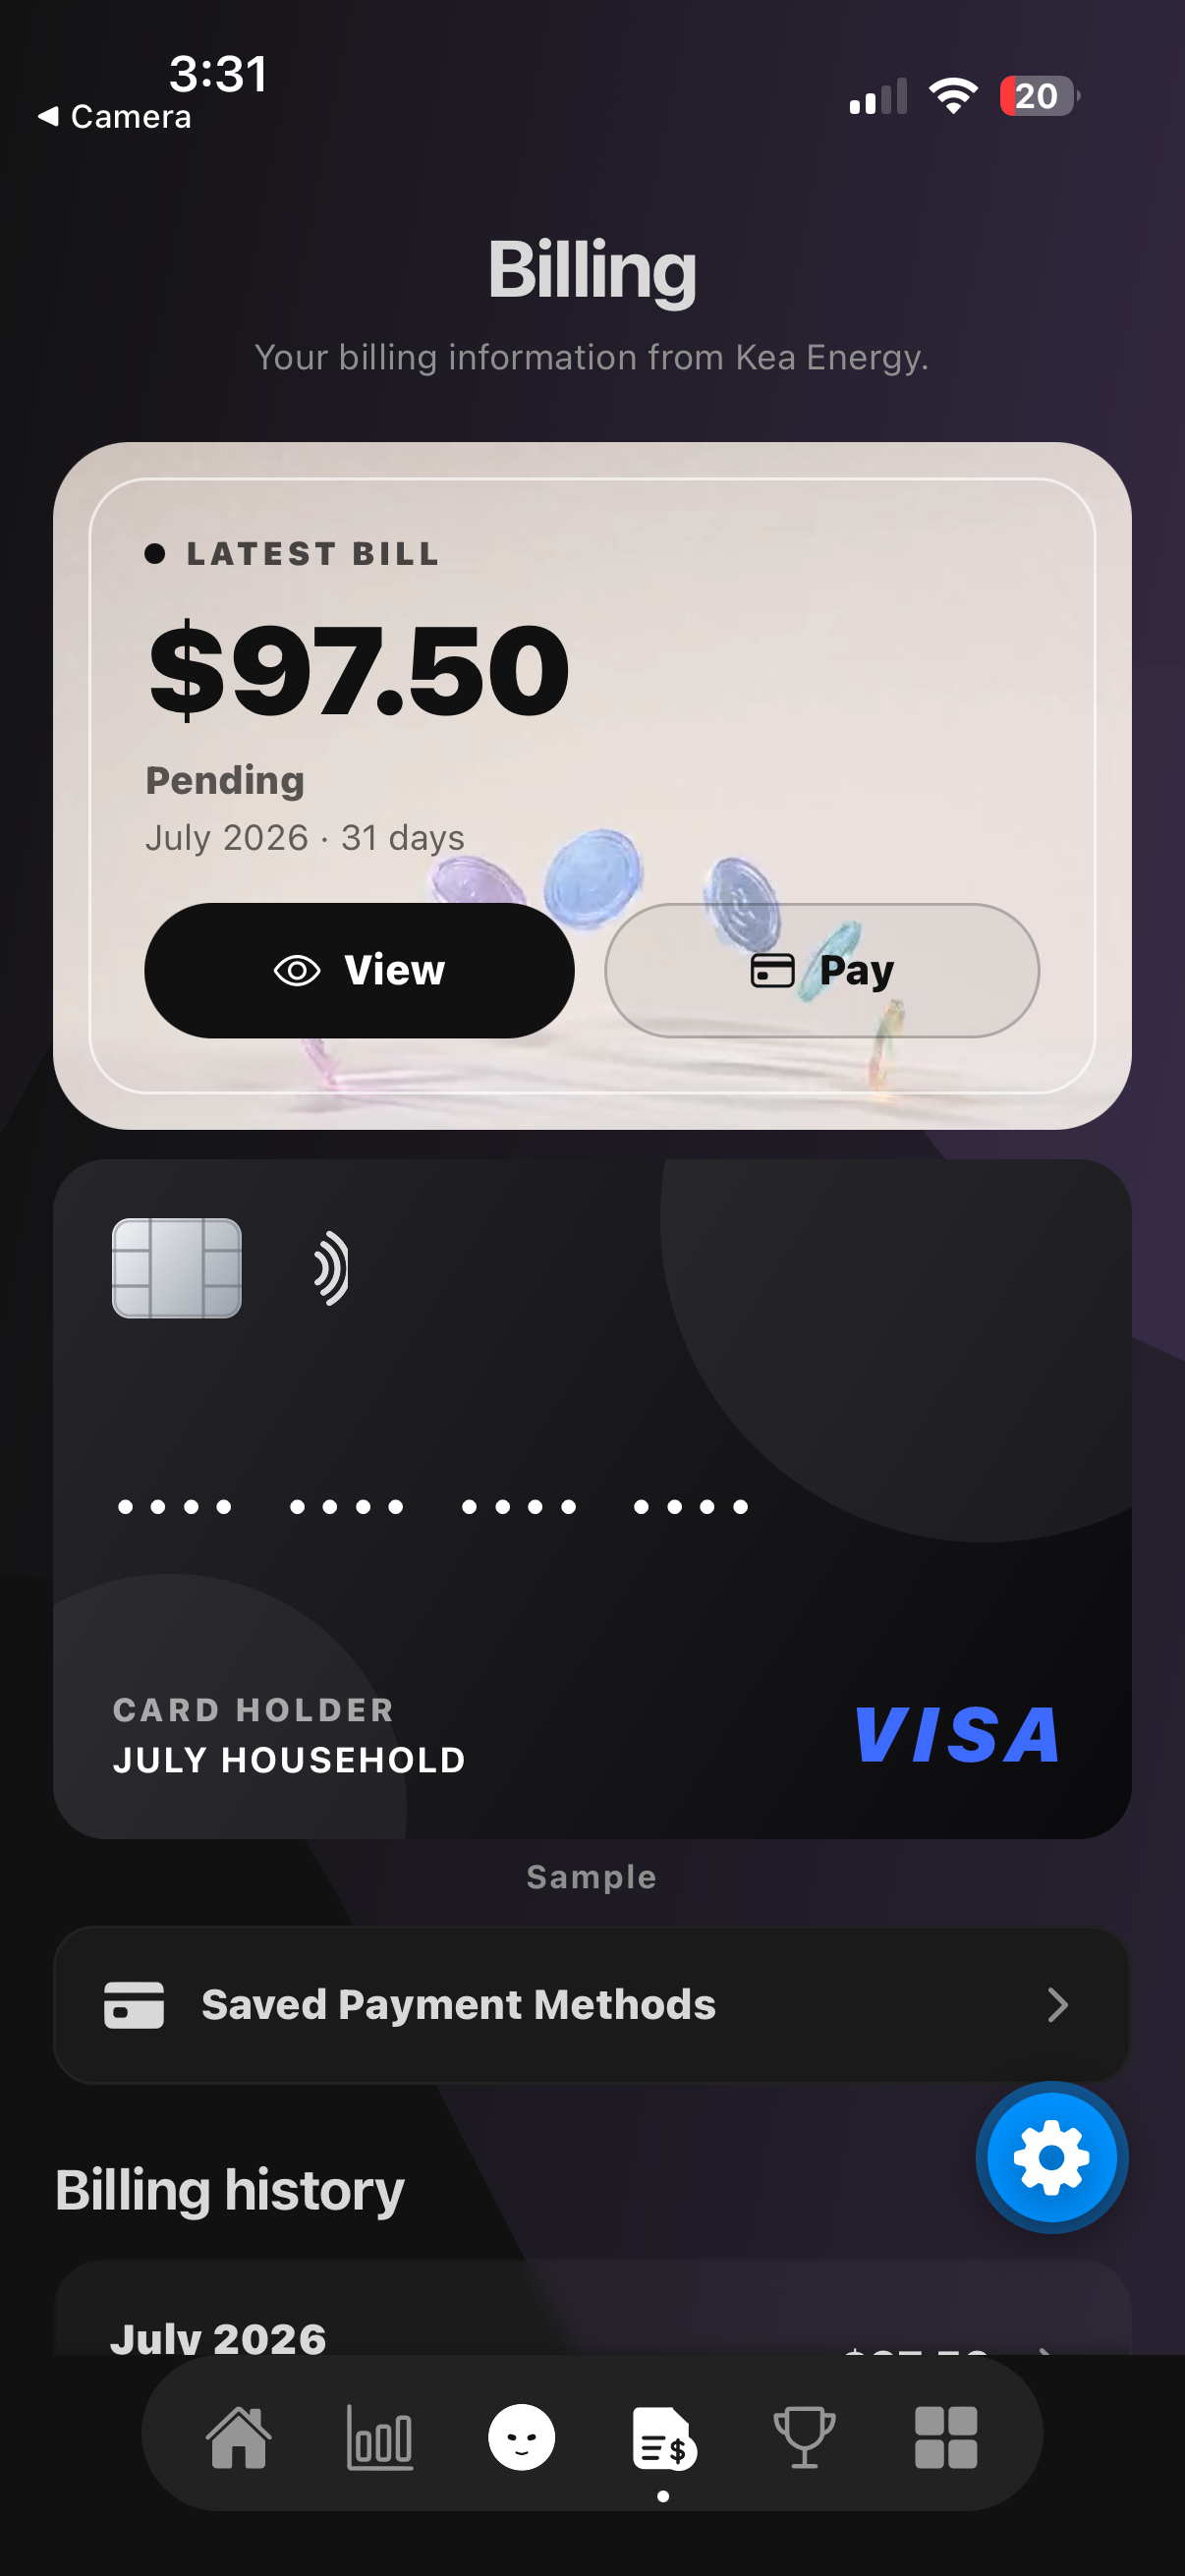 3:31
Camera
20
Billing
Your billing information from Kea Energy.
LATEST BILL
$97.50
Pending
July 2026 · 31 days
View
Pay
CARD HOLDER
JULY HOUSEHOLD
VISA
Sample
Saved Payment Methods
Billing history
July 2026